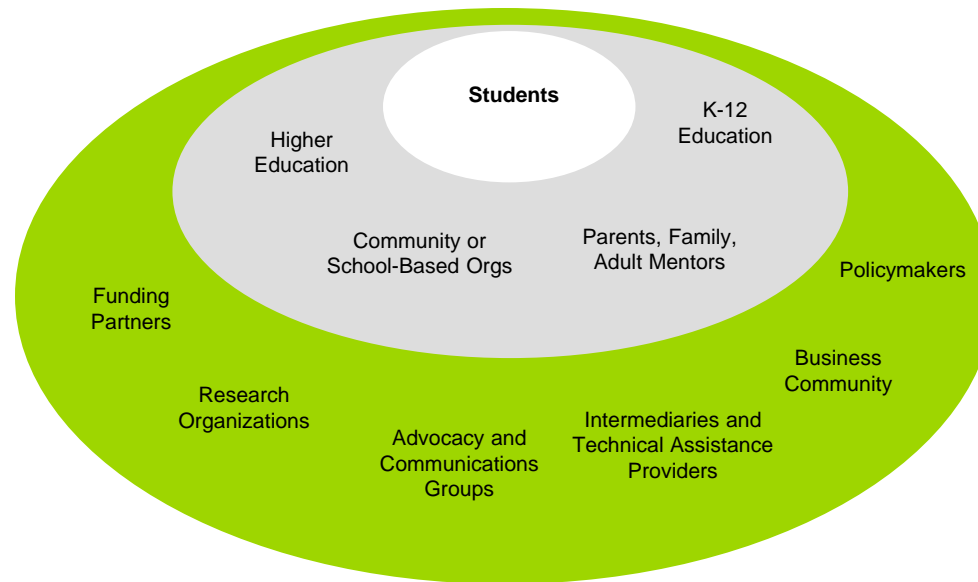 Students
K-12
Education
Higher
Education
Community or
School-Based Orgs
Parents, Family,
Adult Mentors
Policymakers
Funding
Partners
Business
Community
Research
Organizations
Advocacy and
Communications
Groups
Intermediaries and
Technical Assistance
Providers